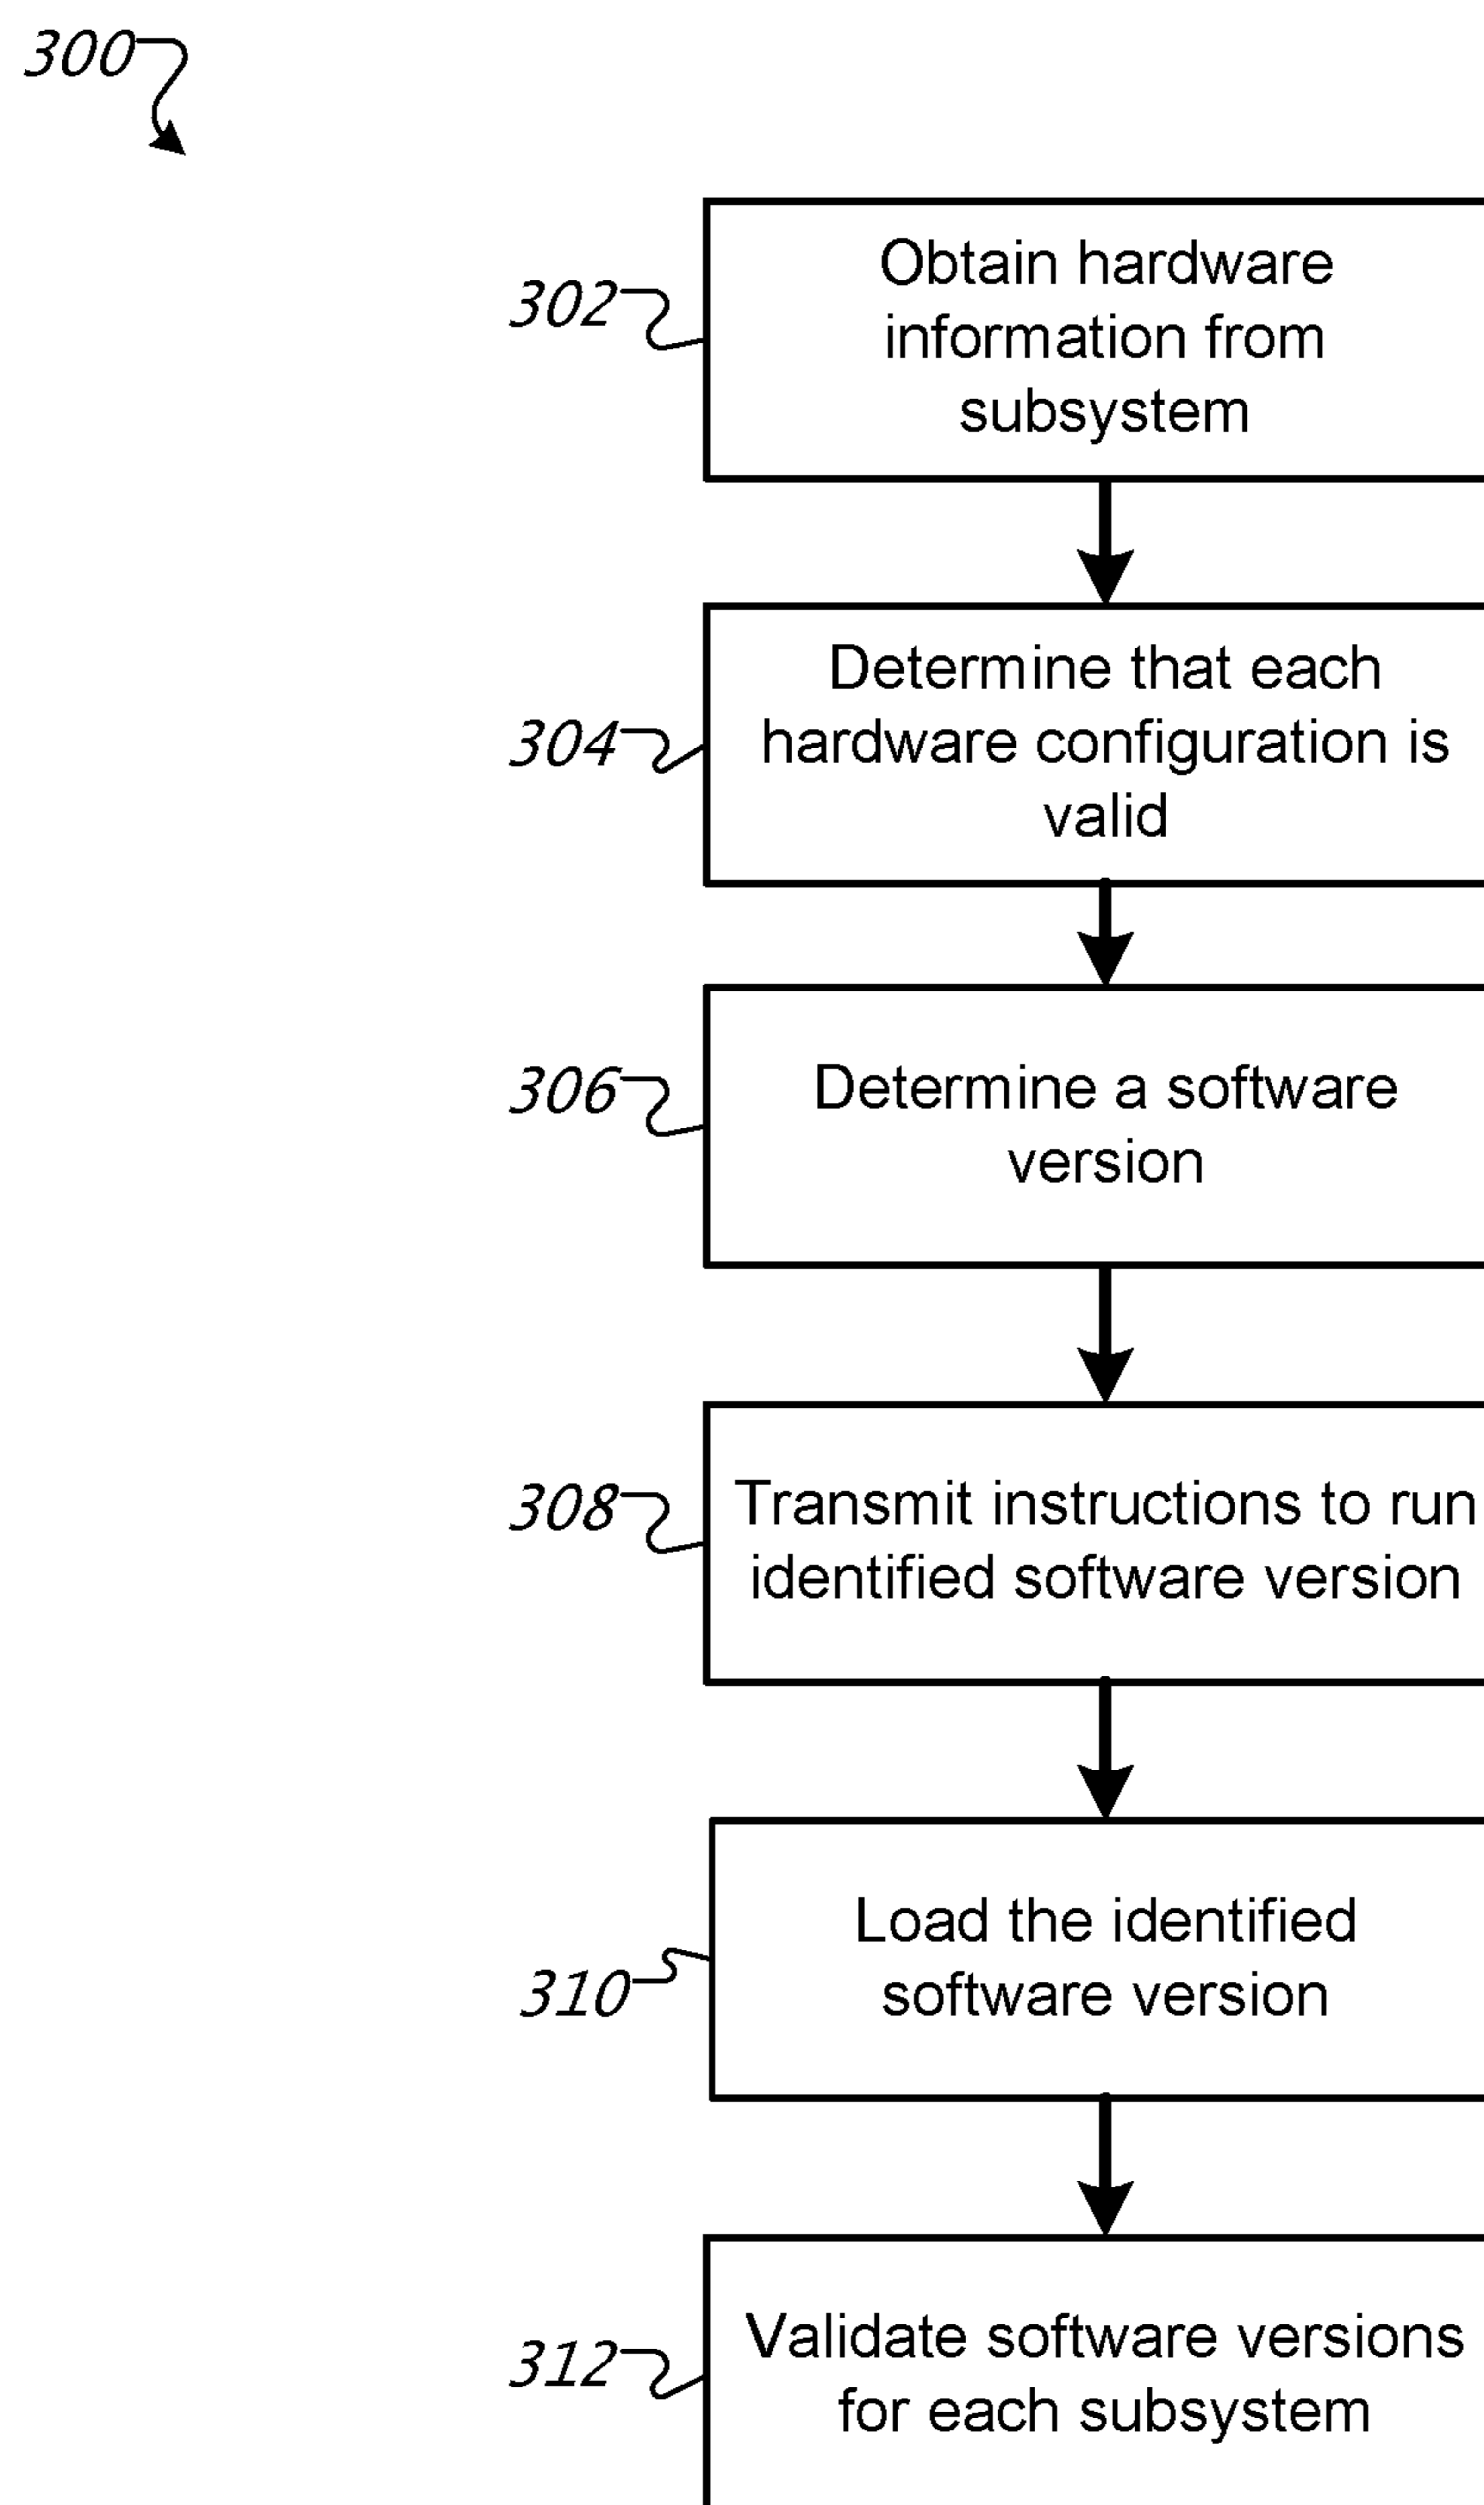 300
302
Obtain hardware
information from
subsystem
304
Determine that each
hardware configuration is
valid
306
Determine a software
version
308
Transmit instructions to run
identified software version
310
Load the identified
software version
312
Validate software versions
for each subsystem